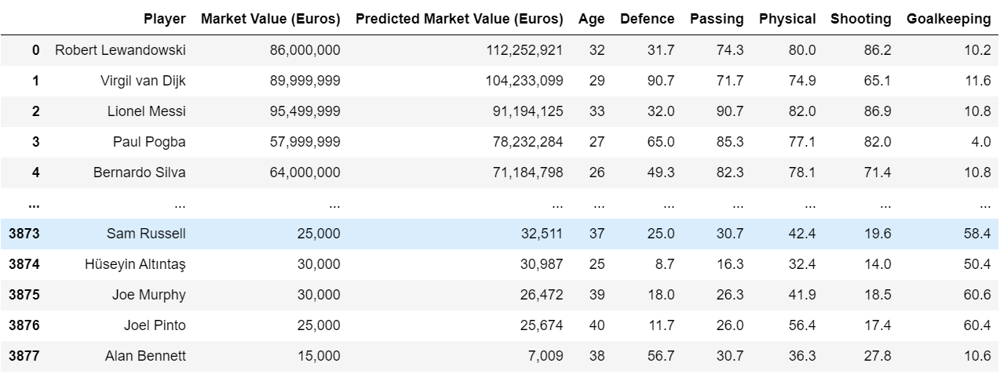 Player Market Value (Euros) Predicted Market Value (Euros) Age Defence Passing Physical Shooting Goalkeeping
0 Robert Lewandowski 86,000,000 112,252,921 32 31.7 74.3 80.0 86.2 10.2
1 Virgil van Dijk 89,999,999 104,233,099 29 90.7 71.7 74.9 65.1 11.6
2 Lionel Messi 95,499,999 91,194,125 33 32.0 90.7 82.0 86.9 10.8
3 Paul Pogba 57,999,999 78,232,284 27 65.0 85.3 77.1 82.0 4.0
4 Bernardo Silva 64,000,000 71,184,798 26 49.3 82.3 78.1 71.4 10.8
... ... ... ... ... ... ... ... ... ...
3873 Sam Russell 25,000 32,511 37 25.0 30.7 42.4 19.6 58.4
3874 Hüseyin Altıntaş 30,000 30,987 25 8.7 16.3 32.4 14.0 50.4
3875 Joe Murphy 30,000 26,472 39 18.0 26.3 41.9 18.5 60.6
3876 Joel Pinto 25,000 25,674 40 11.7 26.0 56.4 17.4 60.4
3877 Alan Bennett 15,000 7,009 38 56.7 30.7 36.3 27.8 10.6